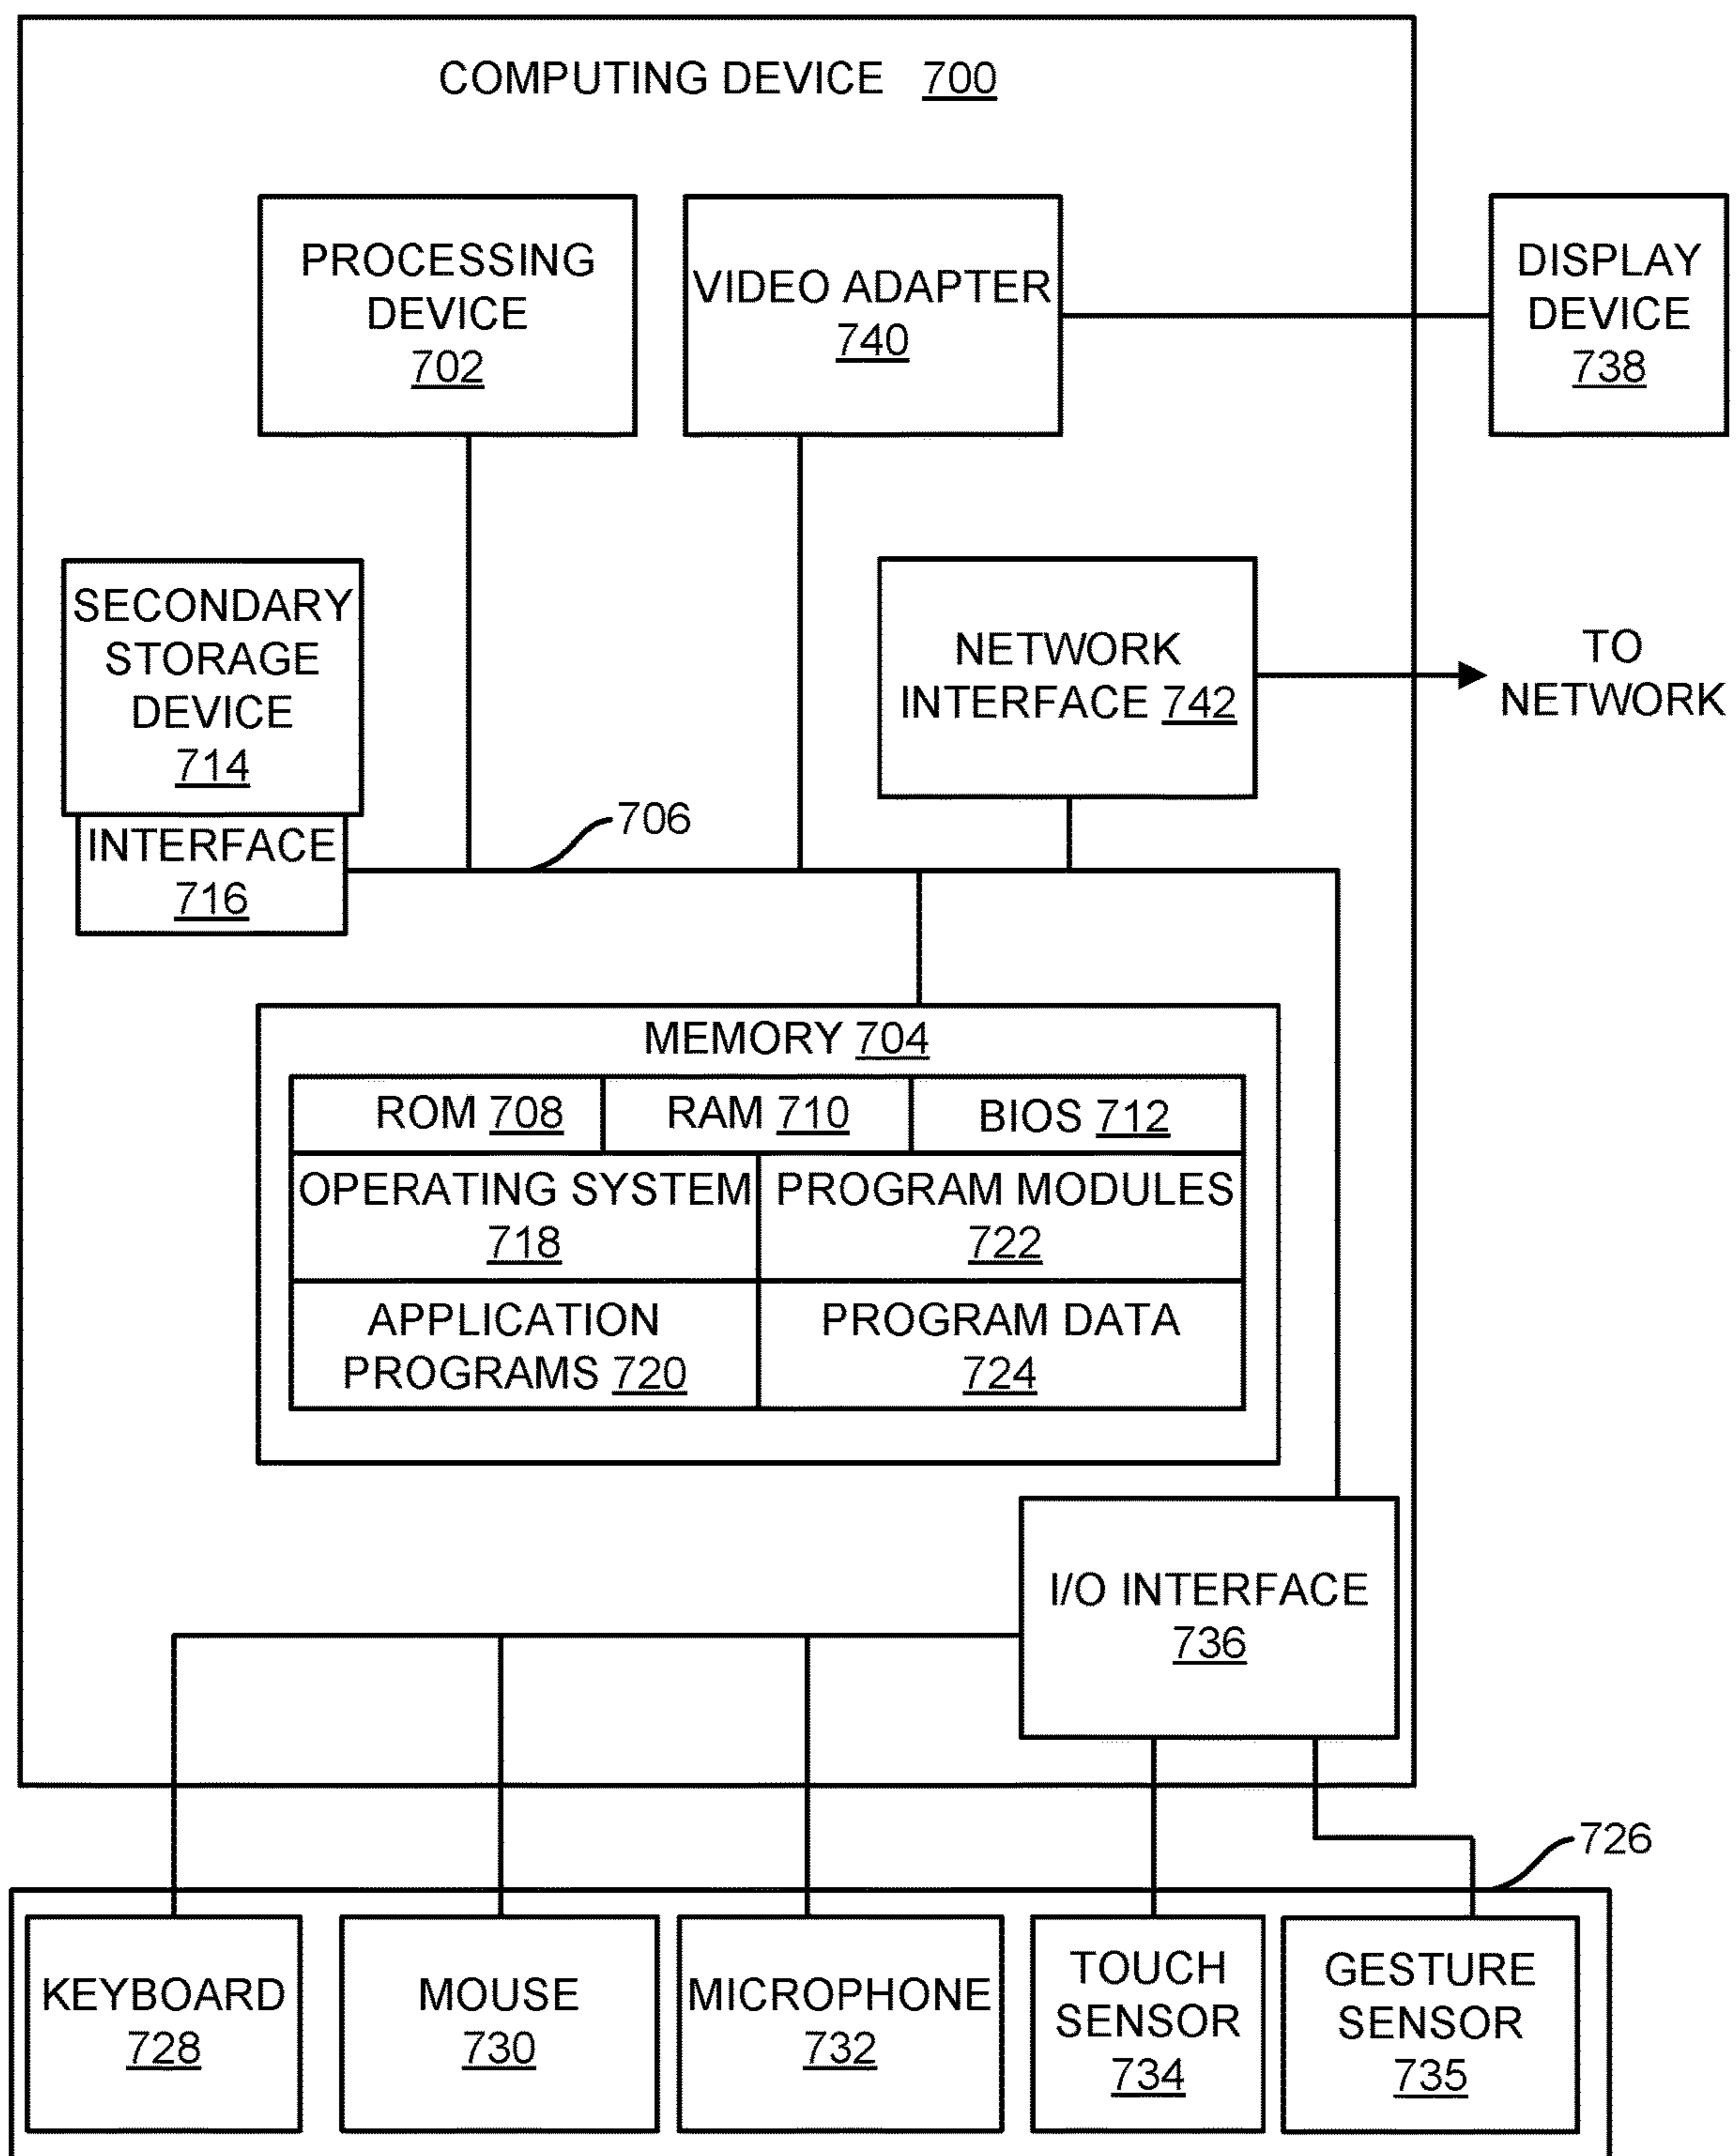 COMPUTING DEVICE 700
PROCESSING
DEVICE
702
VIDEO ADAPTER
740
DISPLAY
DEVICE
738
SECONDARY
STORAGE
DEVICE
714
INTERFACE
716
NETWORK
INTERFACE 742
TO
NETWORK
706
MEMORY 704
ROM 708
RAM 710
BIOS 712
OPERATING SYSTEM
718
PROGRAM MODULES
722
APPLICATION
PROGRAMS 720
PROGRAM DATA
724
I/O INTERFACE
736
726
KEYBOARD
728
MOUSE
730
MICROPHONE
732
TOUCH
SENSOR
734
GESTURE
SENSOR
735